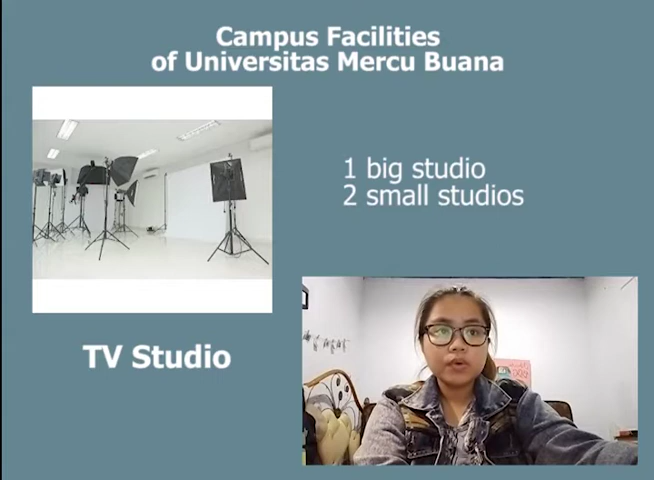 Campus Facilities
of Universitas Mercu Buana
1 big studio
2 small studios
TV Studio